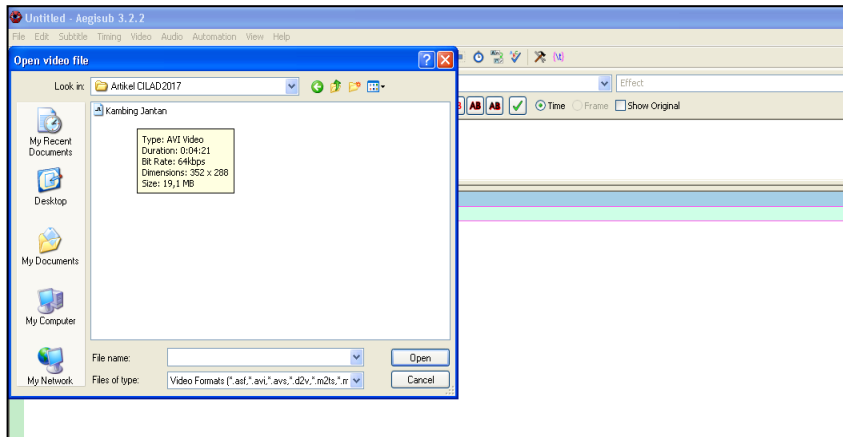 Untitled - Aegisub 3.2.2
File Edit Subtitle Timing Video Audio Automation View Help
Open video file
Look in: Artikel CILAD2017
Effect
AB AB Time Frame Show Original
Kambing Jantan
Type: AVI Video
Duration: 0:04:21
Bit Rate: 64kbps
Dimensions: 352 x 288
Size: 19,1 MB
My Recent
Documents
Desktop
My Documents
My Computer
My Network
File name:
Open
Files of type: Video Formats (*.asf,*.avi,*.avs,*.d2v,*.m2ts,*.m
Cancel